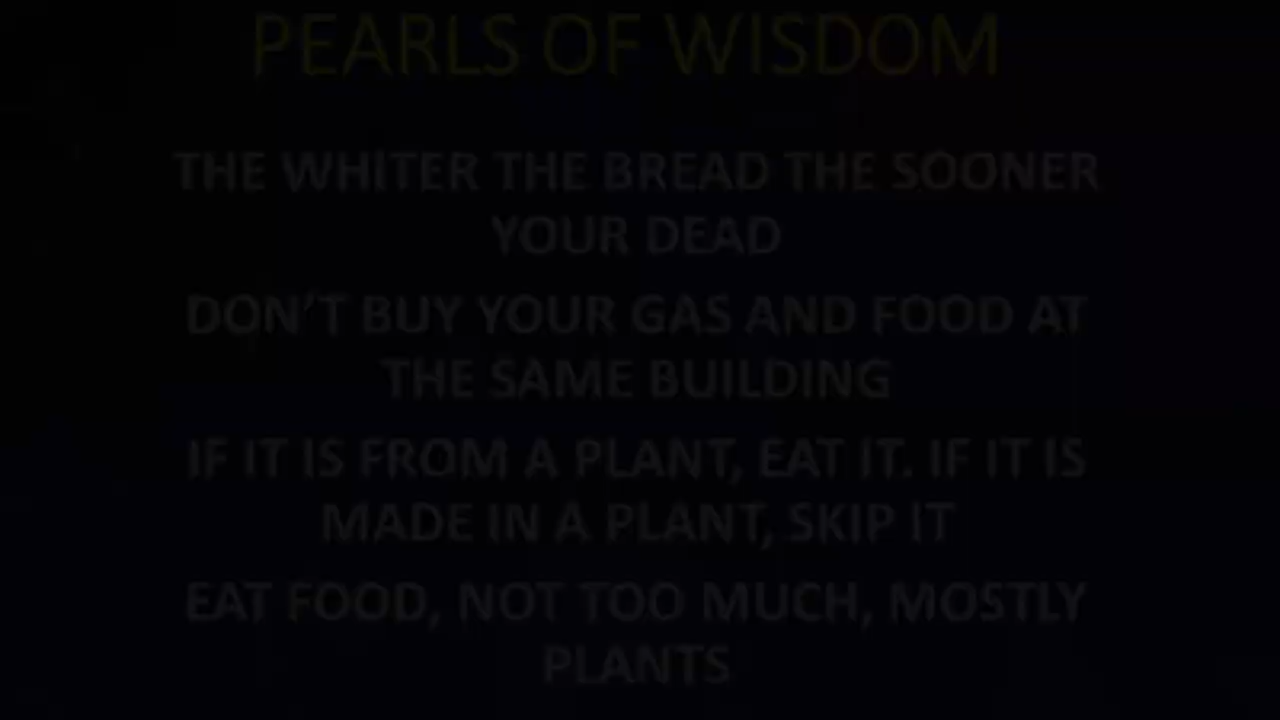 PEARLS OF WISDOM
THE WHITER THE BREAD THE SOONER
YOUR DEAD
DON'T BUY YOUR GAS AND FOOD AT
THE SAME BUILDING
IF IT IS FROM A PLANT, EAT IT. IF IT IS
MADE IN A PLANT, SKIP IT
EAT FOOD, NOT TOO MUCH, MOSTLY
PLANTS